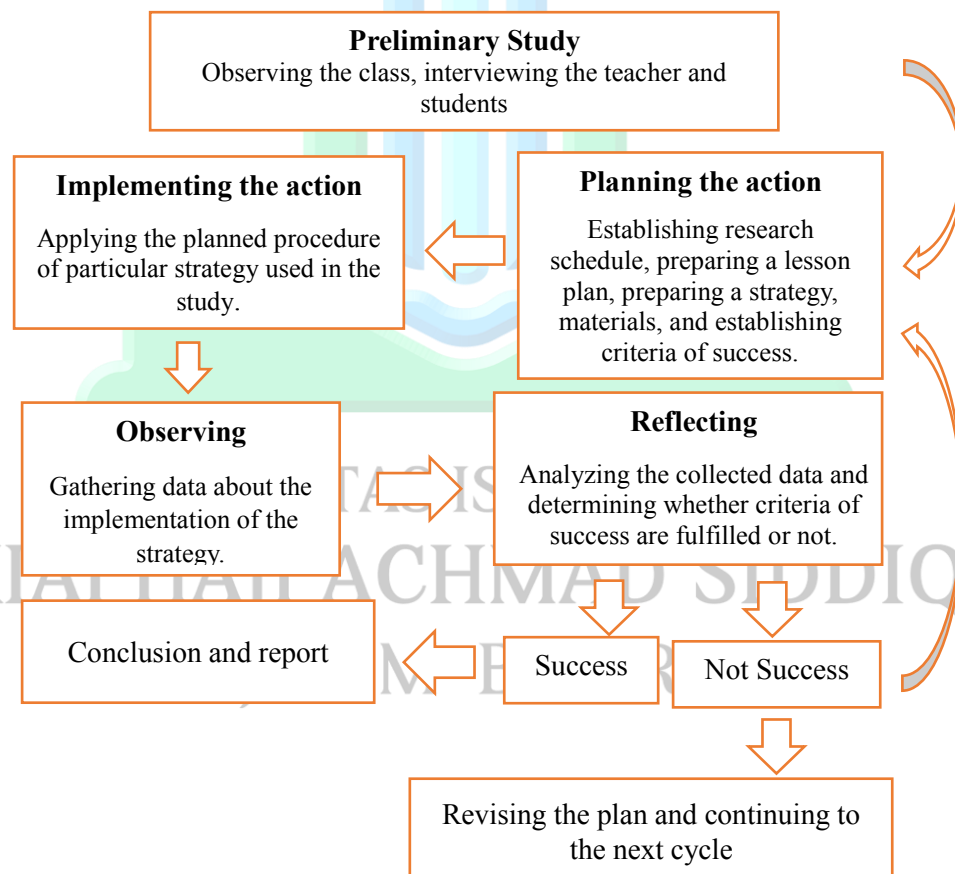 Preliminary Study
Observing the class, interviewing the teacher and
students
Implementing the action
Applying the planned procedure
of particular strategy used in the
study.
Planning the action
Establishing research
schedule, preparing a lesson
plan, preparing a strategy,
materials, and establishing
criteria of success.
Observing
Gathering data about the
implementation of the
strategy.
Reflecting
Analyzing the collected data and
determining whether criteria of
success are fulfilled or not.
ACHMAD SIDDIQ
Conclusion and report
Success
Not Success
Revising the plan and continuing to
the next cycle